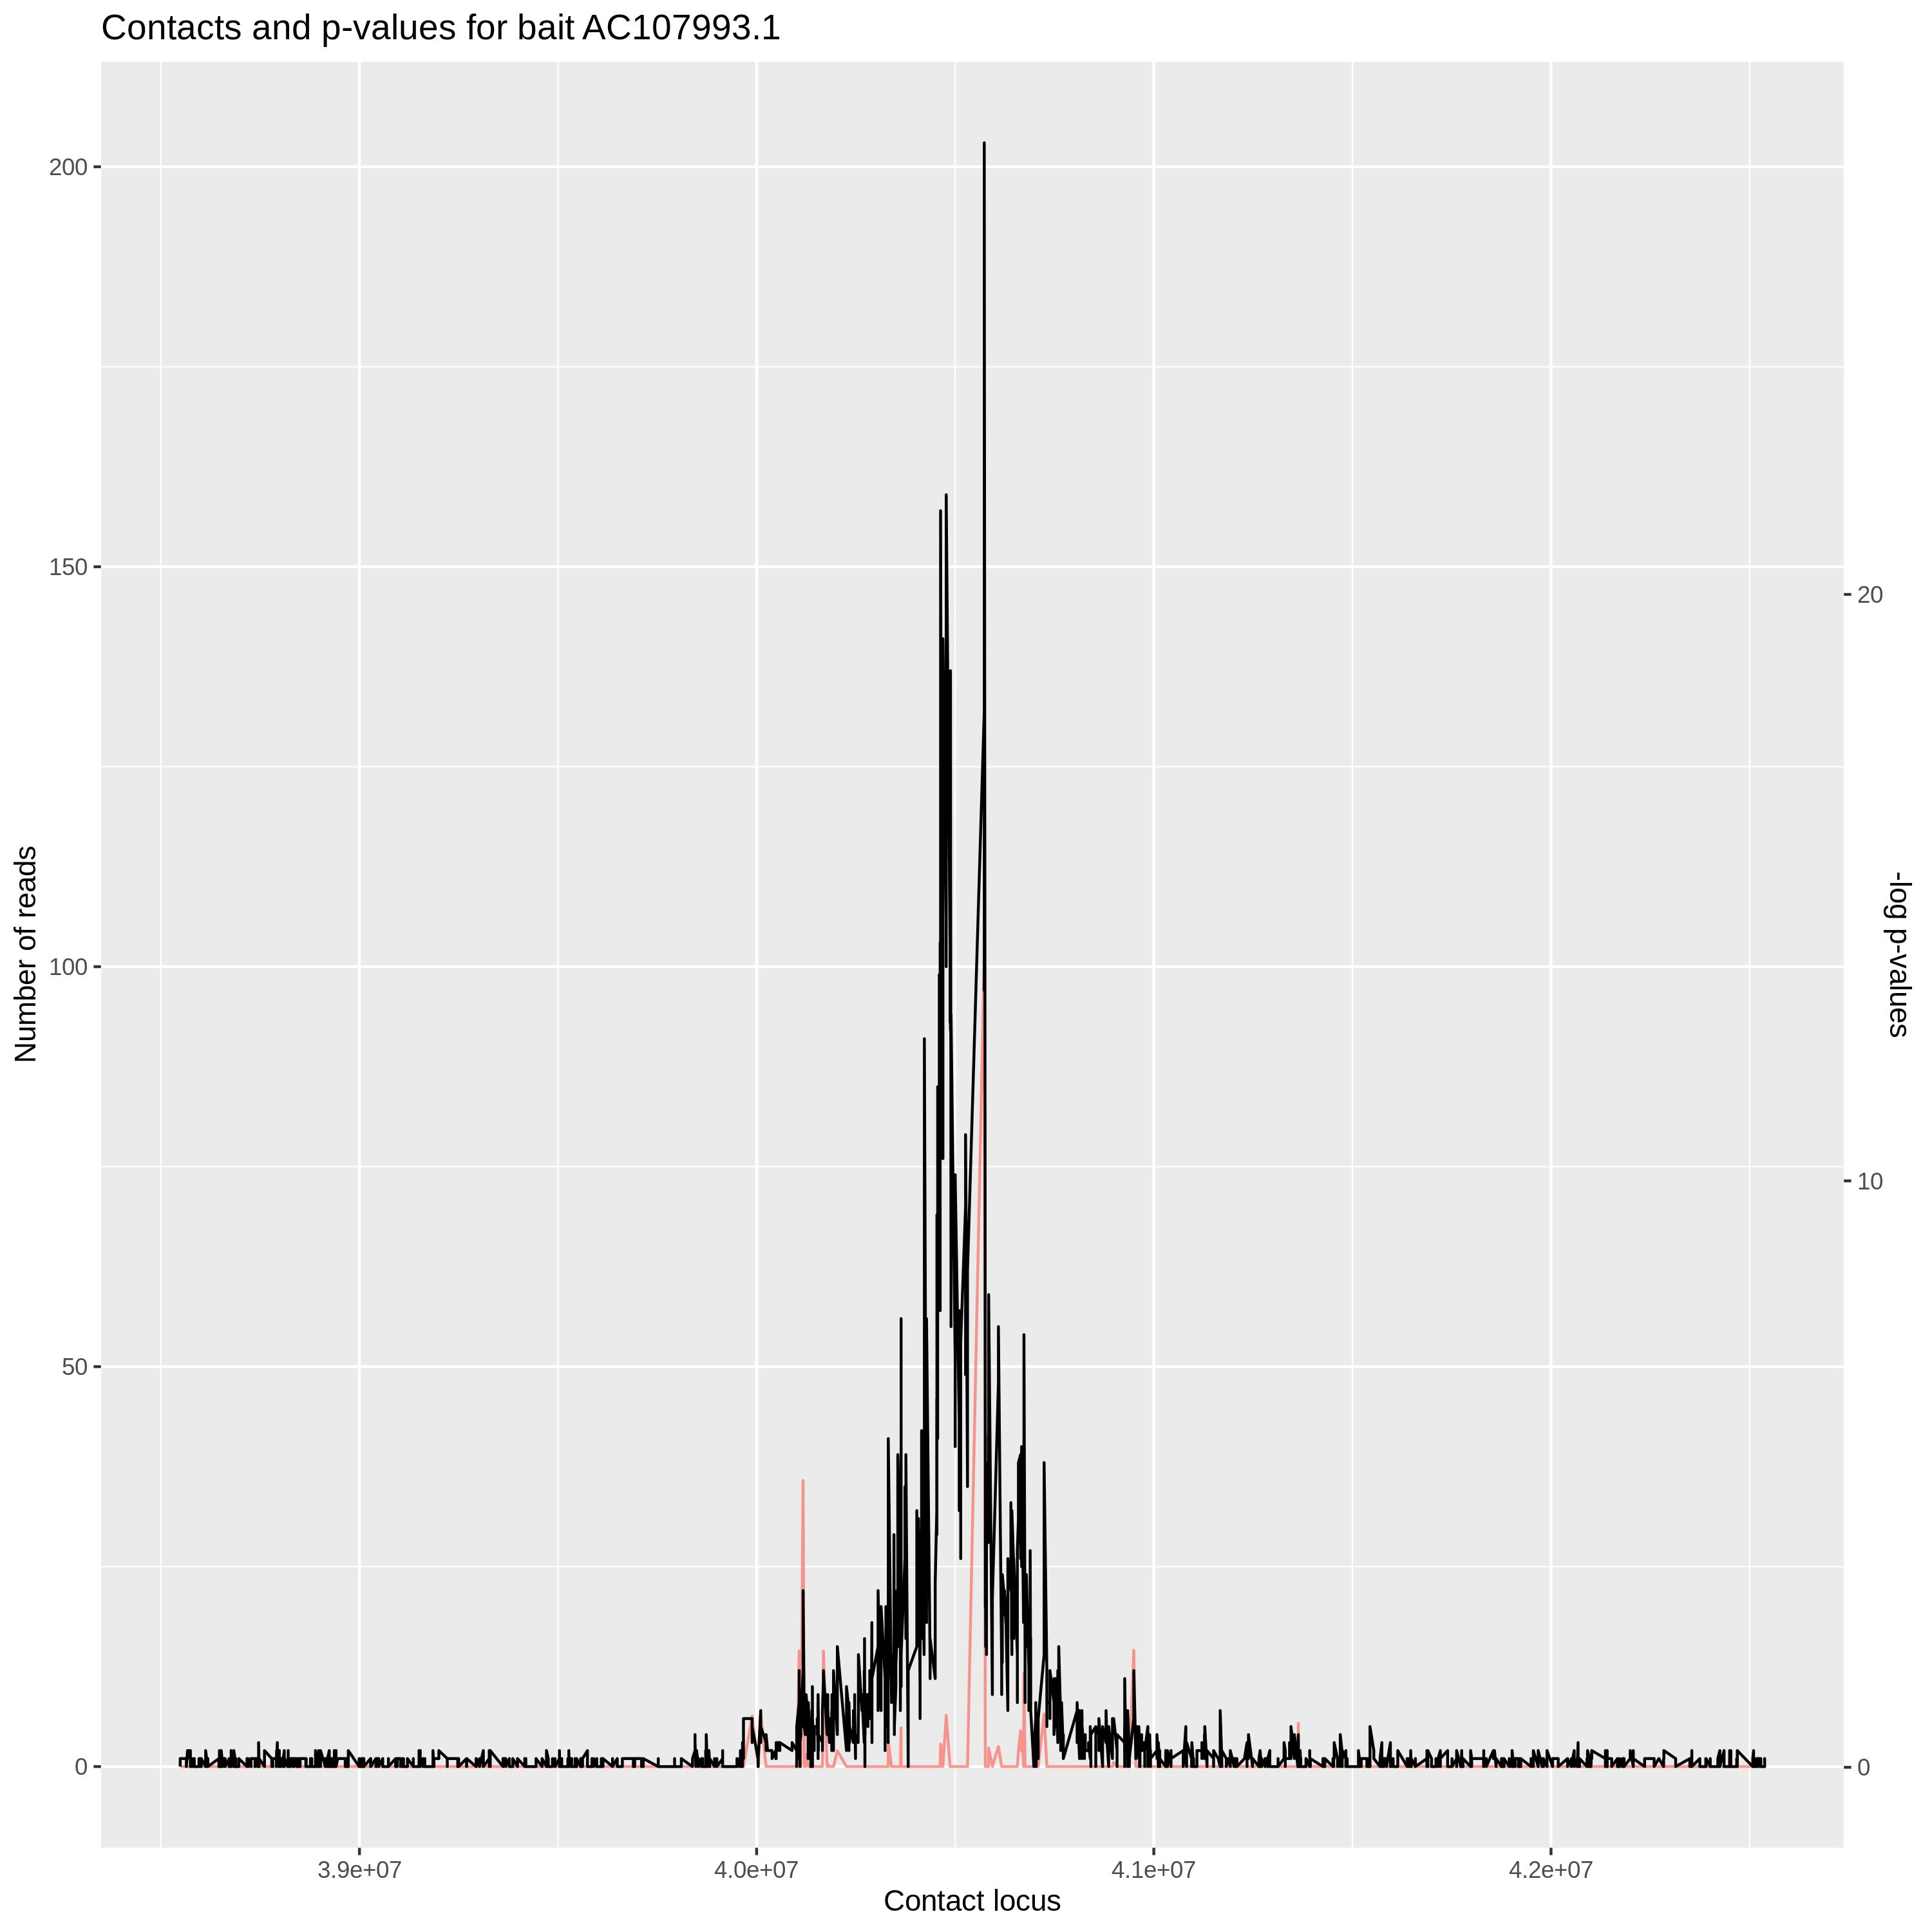 Contacts and p-values for bait AC107993.1
200
150
100
50
0
20
10
0
Number of reads
-log p-values
3.9e+07
4.0e+07
4.1e+07
4.2e+07
Contact locus